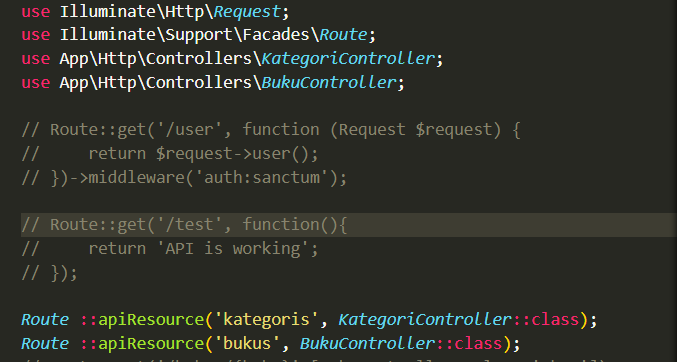 use Illuminate\Http\Request;
use Illuminate\Support\Facades\Route;
use App\Http\Controllers\KategoriController;
use App\Http\Controllers\BukuController;
// Route::get('/user', function (Request $request) {
//     return $request->user();
// })->middleware('auth:sanctum');
// Route::get('/test', function(){
//     return 'API is working';
// });
Route ::apiResource('kategoris', KategoriController::class);
Route ::apiResource('bukus', BukuController::class);